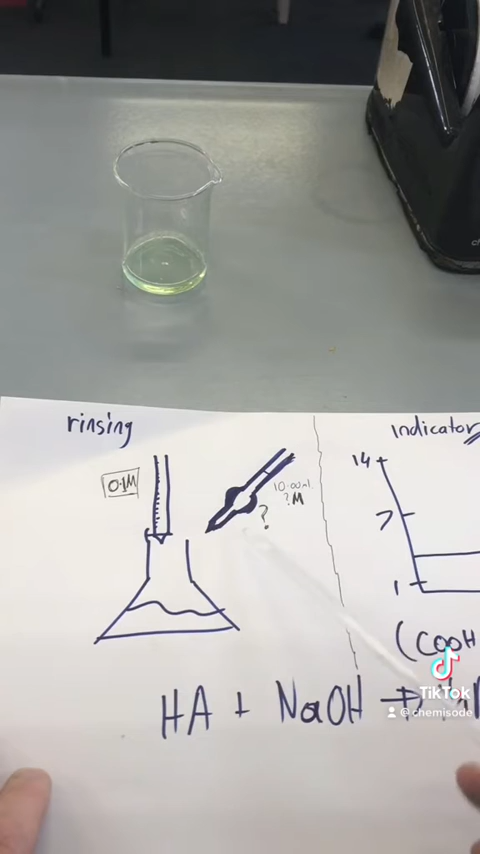 rinsing
indicator
0.1M
10.00ml
?M
?
14
7
1
(COOH
HA + NaOH →
TikTok
@chemisode